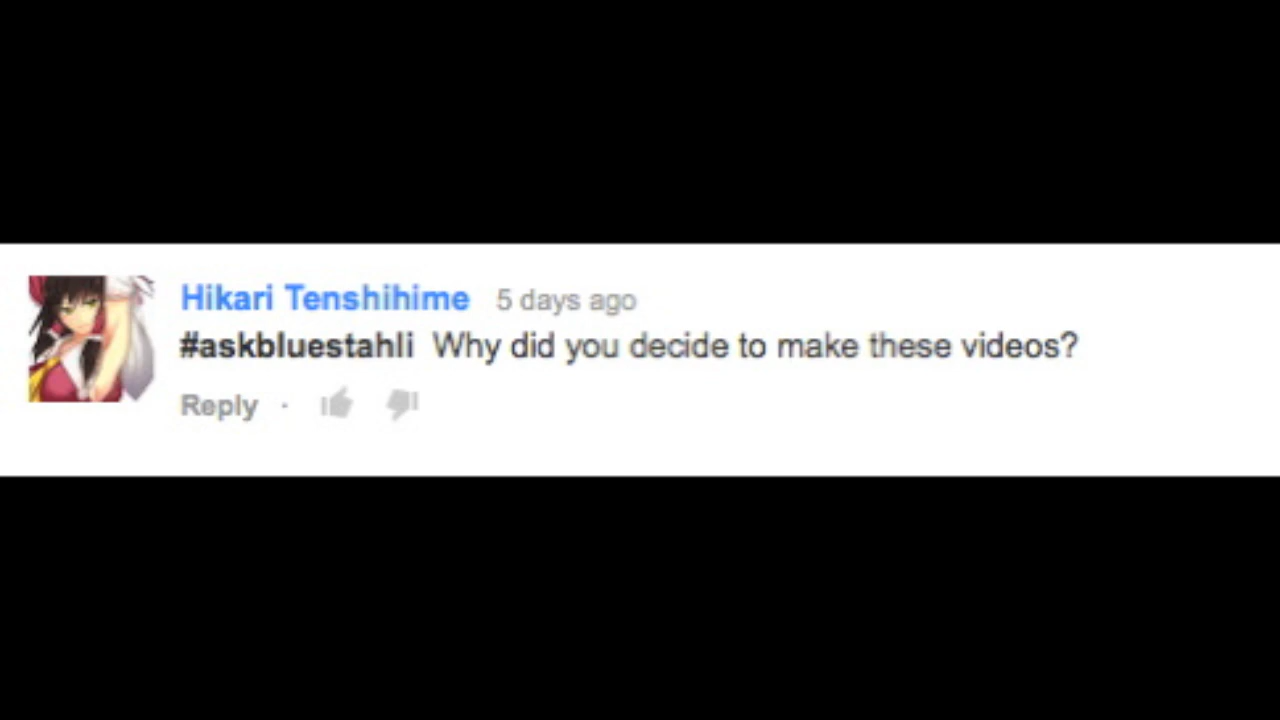 Hikari Tenshihime 5 days ago
#askbluestahli Why did you decide to make these videos?
Reply ·